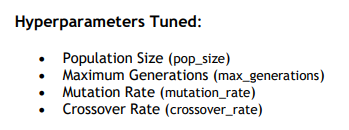 Hyperparameters Tuned:
• Population Size (pop_size)
• Maximum Generations (max_generations)
• Mutation Rate (mutation_rate)
• Crossover Rate (crossover_rate)